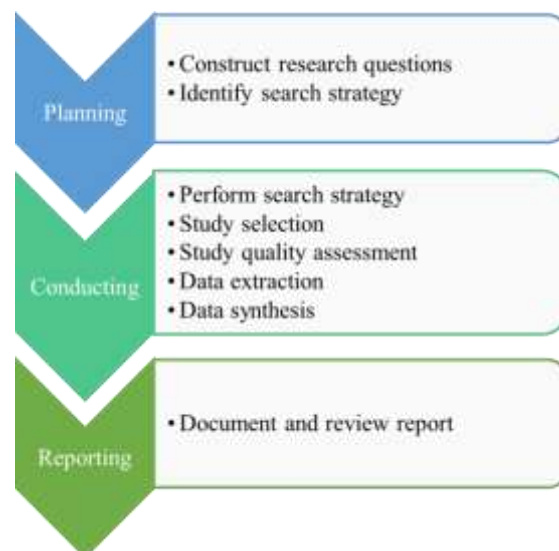 Planning
• Construct research questions
• Identify search strategy
Conducting
• Perform search strategy
• Study selection
• Study quality assessment
• Data extraction
• Data synthesis
Reporting
• Document and review report